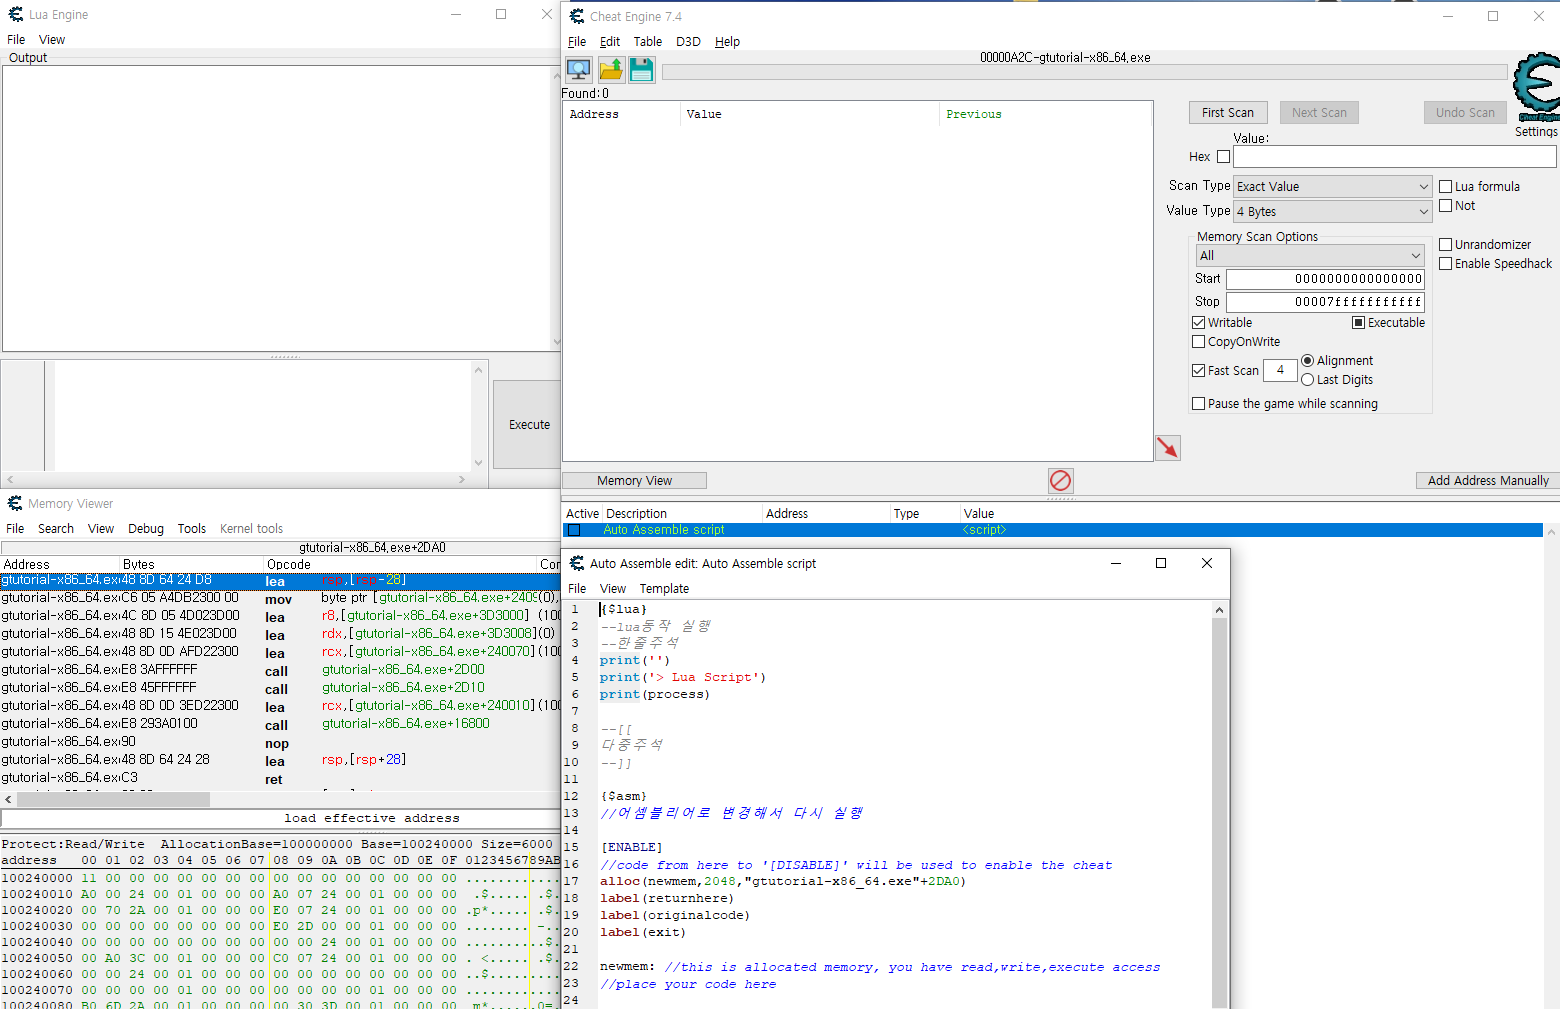 Lua Engine
File View
Output
Execute
Cheat Engine 7.4
File Edit Table D3D Help
00000A2C-gtutorial-x86_64.exe
Found:0
Address Value Previous
First Scan Next Scan Undo Scan
Settings
Value:
Hex
Scan Type Exact Value Lua formula
Value Type 4 Bytes Not
Memory Scan Options
All
Unrandomizer
Enable Speedhack
Start 0000000000000000
Stop 00007fffffffffff
Writable Executable
CopyOnWrite
Fast Scan 4 Alignment
Last Digits
Pause the game while scanning
Memory View Add Address Manually
Active Description Address Type Value
Auto Assemble script <script>
Memory Viewer
File Search View Debug Tools Kernel tools
gtutorial-x86_64.exe+2DA0
Address Bytes Opcode Cor
gtutorial-x86_64.ex 48 8D 64 24 D8 lea rsp,[rsp-28]
gtutorial-x86_64.ex C6 05 A4DB2300 00 mov byte ptr [gtutorial-x86_64.exe+240 (0),
gtutorial-x86_64.ex 4C 8D 05 4D023D00 lea r8,[gtutorial-x86_64.exe+3D3000] (100
gtutorial-x86_64.ex 48 8D 15 4E023D00 lea rdx,[gtutorial-x86_64.exe+3D3008] (0)
gtutorial-x86_64.ex 48 8D 0D AFD22300 lea rcx,[gtutorial-x86_64.exe+240070] (100
gtutorial-x86_64.ex E8 3AFFFFFF call gtutorial-x86_64.exe+2D00
gtutorial-x86_64.ex E8 45FFFFFF call gtutorial-x86_64.exe+2D10
gtutorial-x86_64.ex 48 8D 0D 3ED22300 lea rcx,[gtutorial-x86_64.exe+240010] (100
gtutorial-x86_64.ex E8 293A0100 call gtutorial-x86_64.exe+16800
gtutorial-x86_64.ex 90 nop
gtutorial-x86_64.ex 48 8D 64 24 28 lea rsp,[rsp+28]
gtutorial-x86_64.ex C3 ret
load effective address
Protect:Read/Write AllocationBase=100000000 Base=100240000 Size=6000
address 00 01 02 03 04 05 06 07 08 09 0A 0B 0C 0D 0E 0F 0123456789AB
100240000 11 00 00 00 00 00 00 00 00 00 00 00 00 00 00 00 ............
100240010 A0 00 24 00 01 00 00 00 A0 07 24 00 01 00 00 00 .$..... .$.
100240020 00 70 2A 00 01 00 00 00 E0 07 24 00 01 00 00 00 .p*..... .$.
100240030 00 00 00 00 00 00 00 00 E0 2D 00 00 01 00 00 00 ........ -..
100240040 00 00 00 00 00 00 00 00 00 00 24 00 01 00 00 00 ..........$.
100240050 00 A0 3C 00 01 00 00 00 C0 07 24 00 01 00 00 00 . <..... .$.
100240060 00 00 24 00 01 00 00 00 00 00 00 00 00 00 00 00 ..$.........
100240070 00 00 00 00 01 00 00 00 00 00 00 00 00 00 00 00 ............
100240080 B0 6D 2A 00 01 00 00 00 00 30 3D 00 01 00 00 00 m*......0=.
Auto Assemble edit: Auto Assemble script
File View Template
1 {$lua}
2 --lua동작 실행
3 --한줄주석
4 print('')
5 print('> Lua Script')
6 print(process)
7
8 --[[
9 다중주석
10 --]]
11
12 {$asm}
13 //어셈블리어로 변경해서 다시 실행
14
15 [ENABLE]
16 //code from here to '[DISABLE]' will be used to enable the cheat
17 alloc(newmem,2048,"gtutorial-x86_64.exe"+2DA0)
18 label(returnhere)
19 label(originalcode)
20 label(exit)
21
22 newmem: //this is allocated memory, you have read,write,execute access
23 //place your code here
24